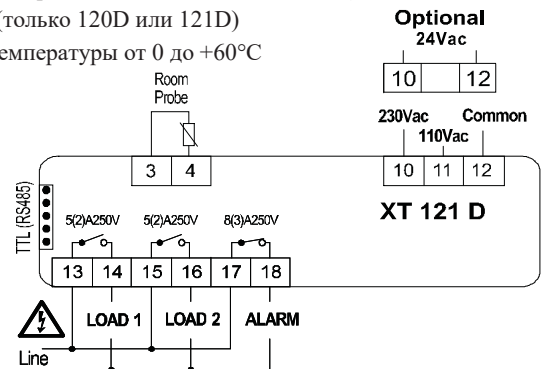 (только 120D или 121D)
емпературы от 0 до +60°C
Optional
24Vac
10 12
Room
Probe
230Vac Common
110Vac
3 4
10 11 12
TTL (RS485)
5(2)A250V 5(2)A250V 8(3)A250V
XT 121 D
13 14 15 16 17 18
LOAD 1 LOAD 2 ALARM
Line